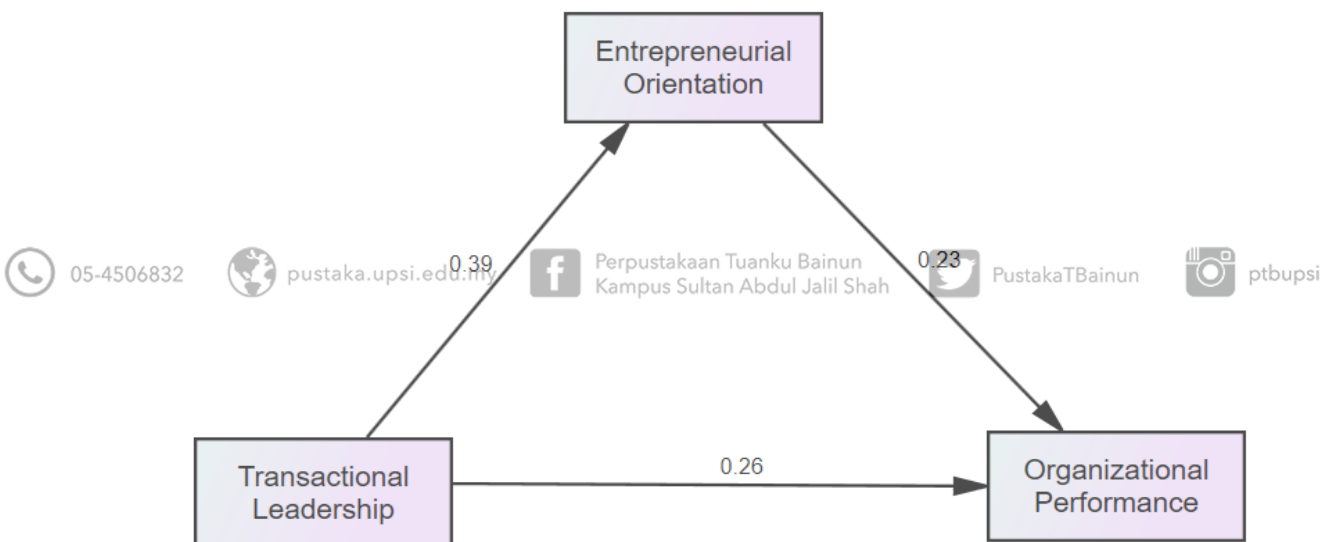 Entrepreneurial
Orientation
0.39
0.23
05-4506832
pustaka.upsi.edu.my
Perpustakaan Tuanku Bainun
Kampus Sultan Abdul Jalil Shah
PustakaTBainun
ptbupsi
0.26
Transactional
Leadership
Organizational
Performance